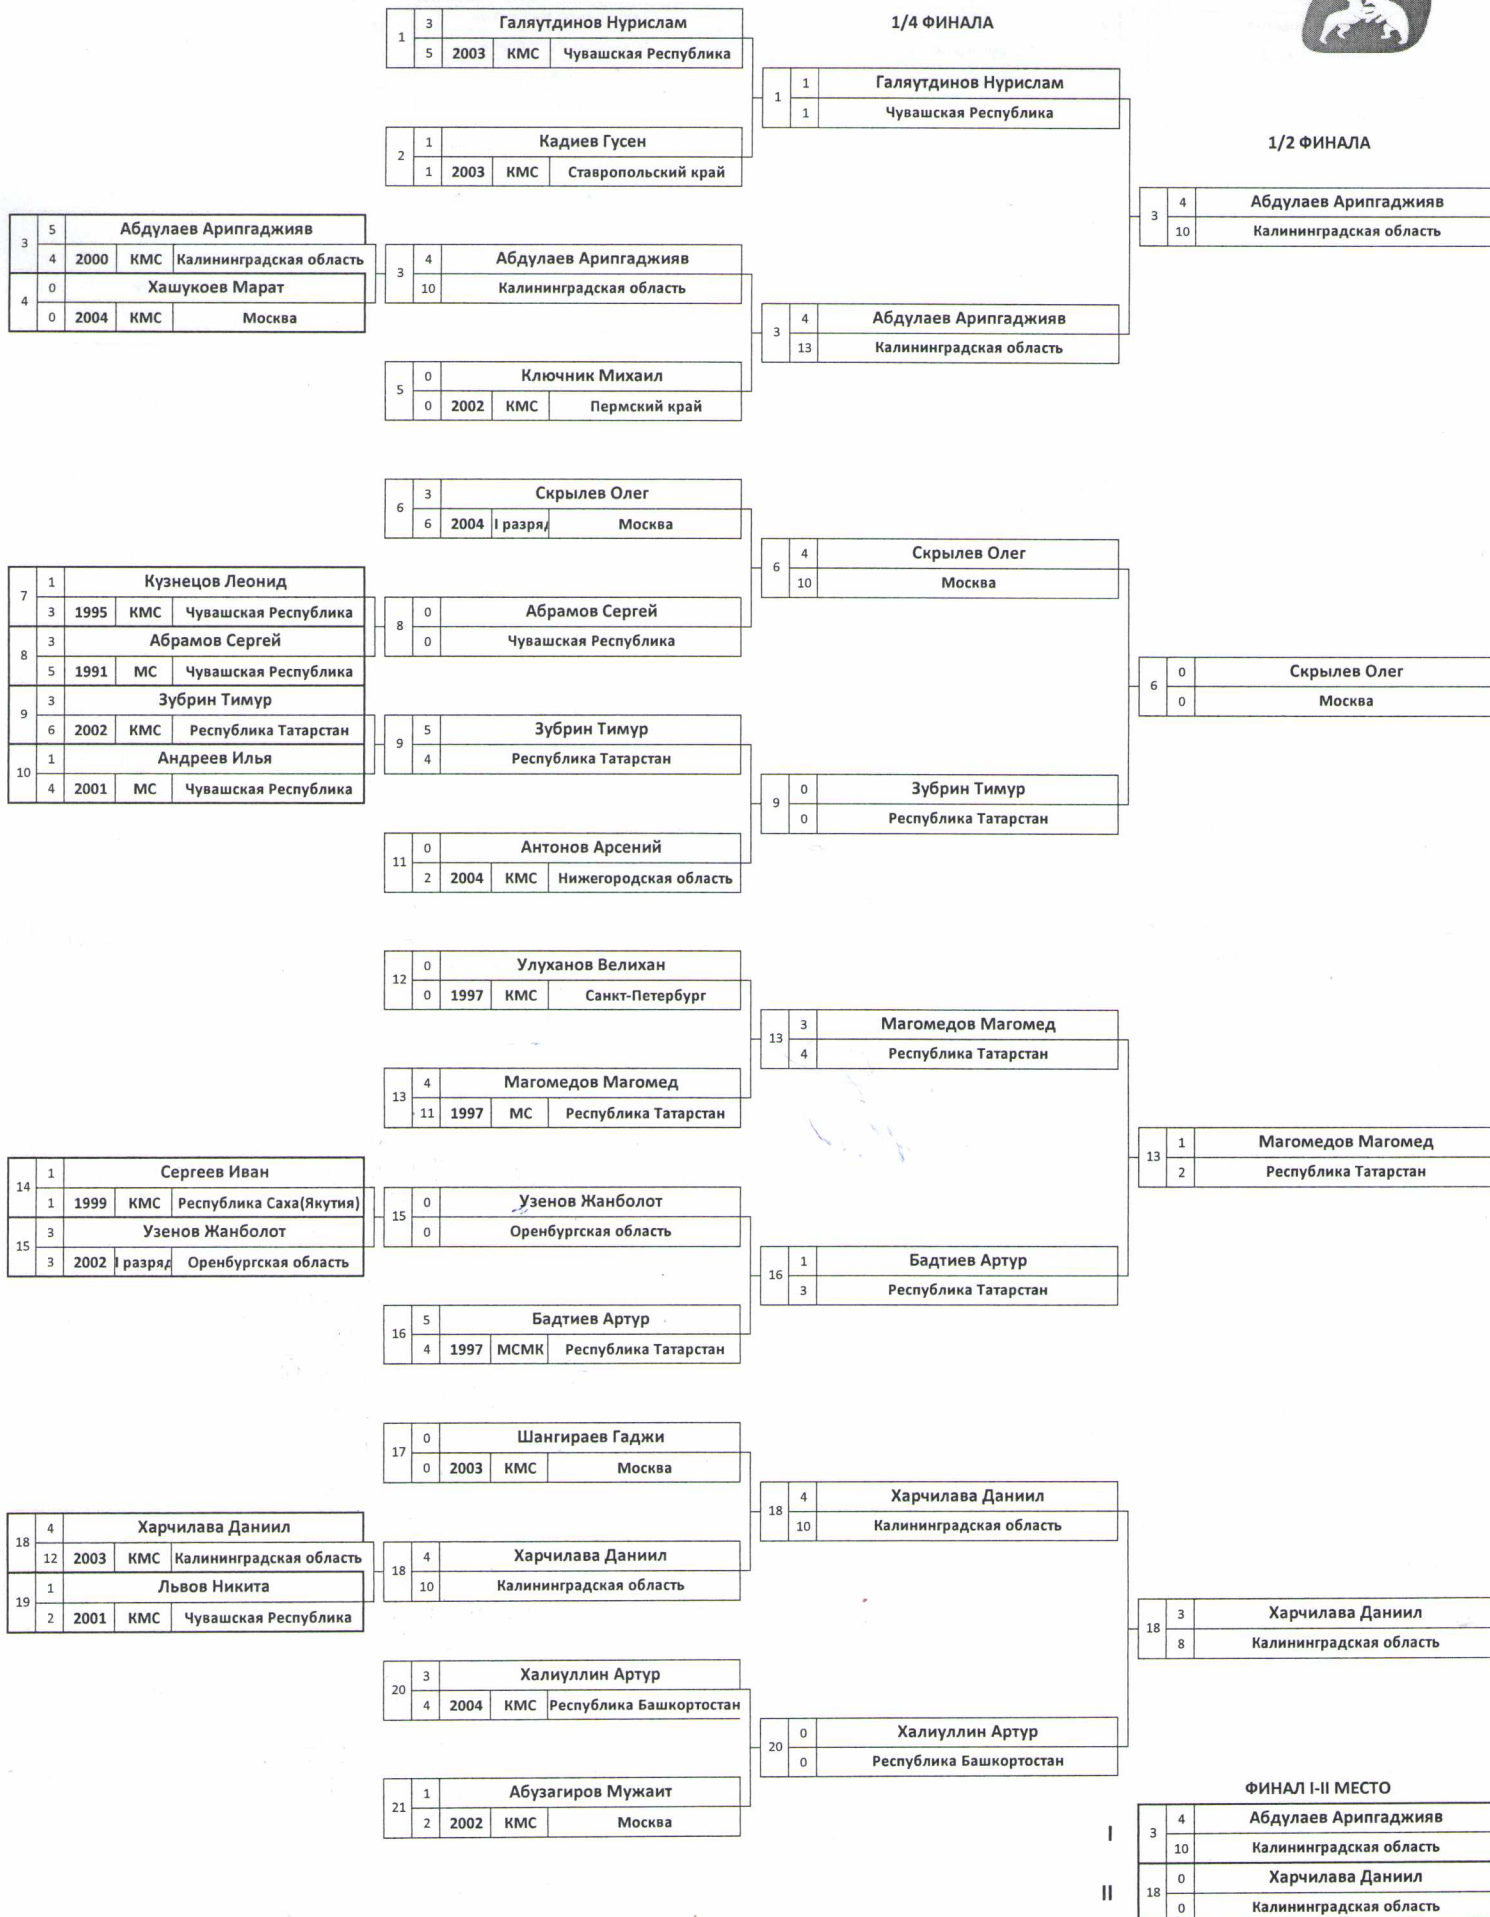 1/4 ФИНАЛА
1/2 ФИНАЛА
3 5 Абдулаев Арипгаджияв
4 2000 КМС Калининградская область
4 0 Хашукоев Марат
0 2004 КМС Москва
7 1 Кузнецов Леонид
3 1995 КМС Чувашская Республика
8 3 Абрамов Сергей
5 1991 МС Чувашская Республика
9 3 Зубрин Тимур
6 2002 КМС Республика Татарстан
10 1 Андреев Илья
4 2001 МС Чувашская Республика
14 1 Сергеев Иван
1 1999 КМС Республика Саха(Якутия)
15 3 Узенов Жанболот
3 2002 I разряд Оренбургская область
18 4 Харчилава Даниил
12 2003 КМС Калининградская область
19 1 Львов Никита
2 2001 КМС Чувашская Республика
1 3 Галяутдинов Нурислам
5 2003 КМС Чувашская Республика
2 1 Кадиев Гусен
1 2003 КМС Ставропольский край
3 4 Абдулаев Арипгаджияв
10 Калининградская область
5 0 Ключник Михаил
0 2002 КМС Пермский край
6 3 Скрылев Олег
6 2004 I разряд Москва
8 0 Абрамов Сергей
0 Чувашская Республика
9 5 Зубрин Тимур
4 Республика Татарстан
11 0 Антонов Арсений
2 2004 КМС Нижегородская область
12 0 Улуханов Велихан
0 1997 КМС Санкт-Петербург
13 4 Магомедов Магомед
11 1997 МС Республика Татарстан
15 0 Узенов Жанболот
0 Оренбургская область
16 5 Бадтиев Артур
4 1997 МСМК Республика Татарстан
17 0 Шангираев Гаджи
0 2003 КМС Москва
18 4 Харчилава Даниил
10 Калининградская область
20 3 Халиуллин Артур
4 2004 КМС Республика Башкортостан
21 1 Абузагиров Мужаит
2 2002 КМС Москва
1 1 Галяутдинов Нурислам
1 Чувашская Республика
3 4 Абдулаев Арипгаджияв
13 Калининградская область
6 4 Скрылев Олег
10 Москва
9 0 Зубрин Тимур
0 Республика Татарстан
13 3 Магомедов Магомед
4 Республика Татарстан
16 1 Бадтиев Артур
3 Республика Татарстан
18 4 Харчилава Даниил
10 Калининградская область
20 0 Халиуллин Артур
0 Республика Башкортостан
3 4 Абдулаев Арипгаджияв
10 Калининградская область
6 0 Скрылев Олег
0 Москва
13 1 Магомедов Магомед
2 Республика Татарстан
18 3 Харчилава Даниил
8 Калининградская область
ФИНАЛ I-II МЕСТО
I 3 4 Абдулаев Арипгаджияв
10 Калининградская область
II 18 0 Харчилава Даниил
0 Калининградская область